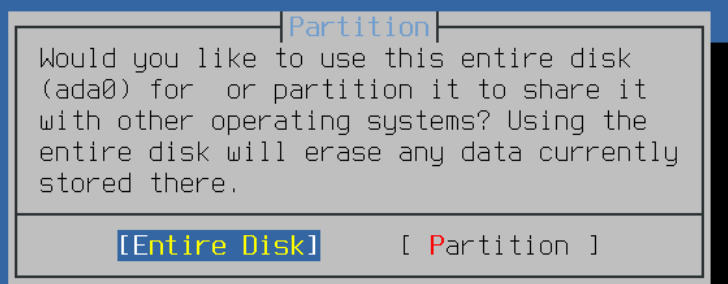 Partition
Would you like to use this entire disk
(ada0) for  or partition it to share it
with other operating systems? Using the
entire disk will erase any data currently
stored there.
[Entire Disk] [ Partition ]